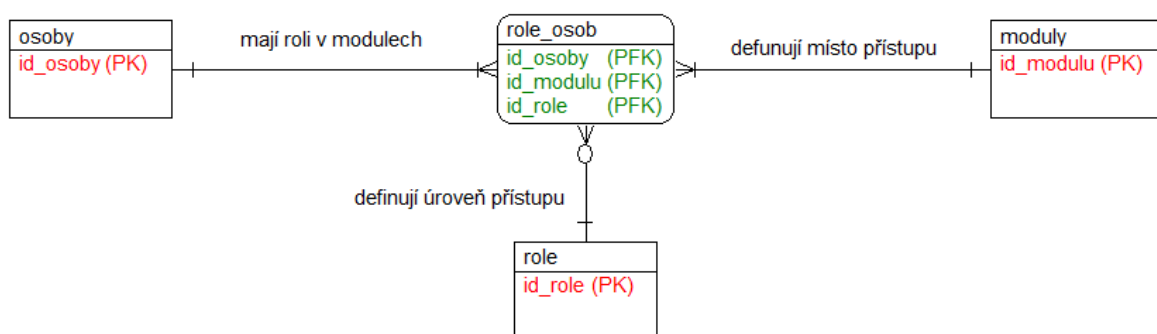 osoby
id_osoby (PK)
mají roli v modulech
role_osob
id_osoby (PFK)
id_modulu (PFK)
id_role (PFK)
defunují místo přístupu
moduly
id_modulu (PK)
definují úroveň přístupu
role
id_role (PK)